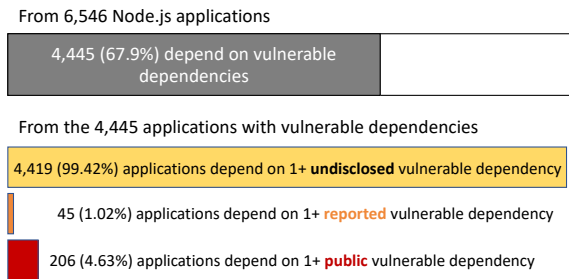 From 6,546 Node.js applications
4,445 (67.9%) depend on vulnerable
dependencies
From the 4,445 applications with vulnerable dependencies
4,419 (99.42%) applications depend on 1+ undisclosed vulnerable dependency
45 (1.02%) applications depend on 1+ reported vulnerable dependency
206 (4.63%) applications depend on 1+ public vulnerable dependency